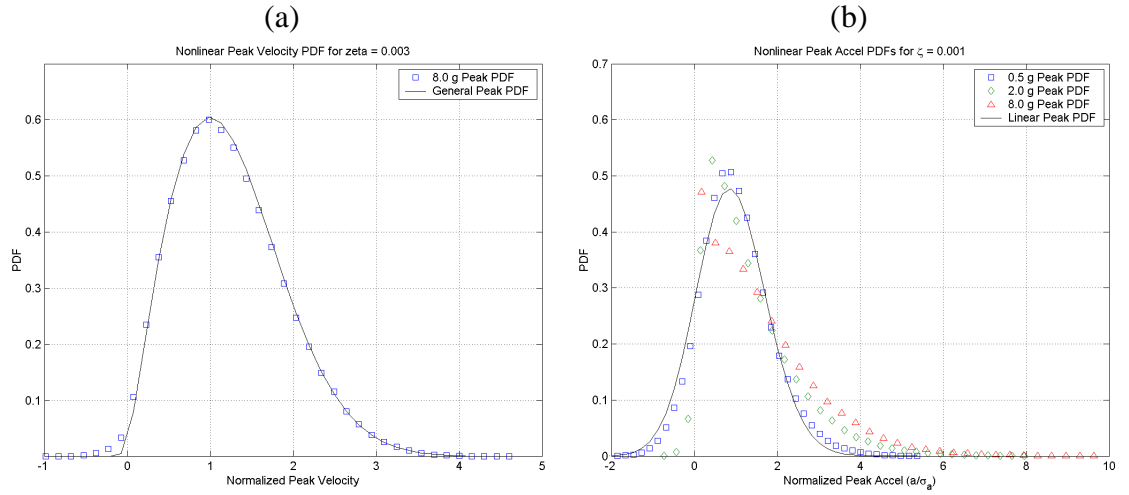 (a)
Nonlinear Peak Velocity PDF for zeta = 0.003
8.0 g Peak PDF
General Peak PDF
PDF
0.6
0.5
0.4
0.3
0.2
0.1
0
-1 0 1 2 3 4 5
Normalized Peak Velocity
(b)
Nonlinear Peak Accel PDFs for ζ = 0.001
0.5 g Peak PDF
2.0 g Peak PDF
8.0 g Peak PDF
Linear Peak PDF
PDF
0.7
0.6
0.5
0.4
0.3
0.2
0.1
0
-2 0 2 4 6 8 10
Normalized Peak Accel (a/σa)